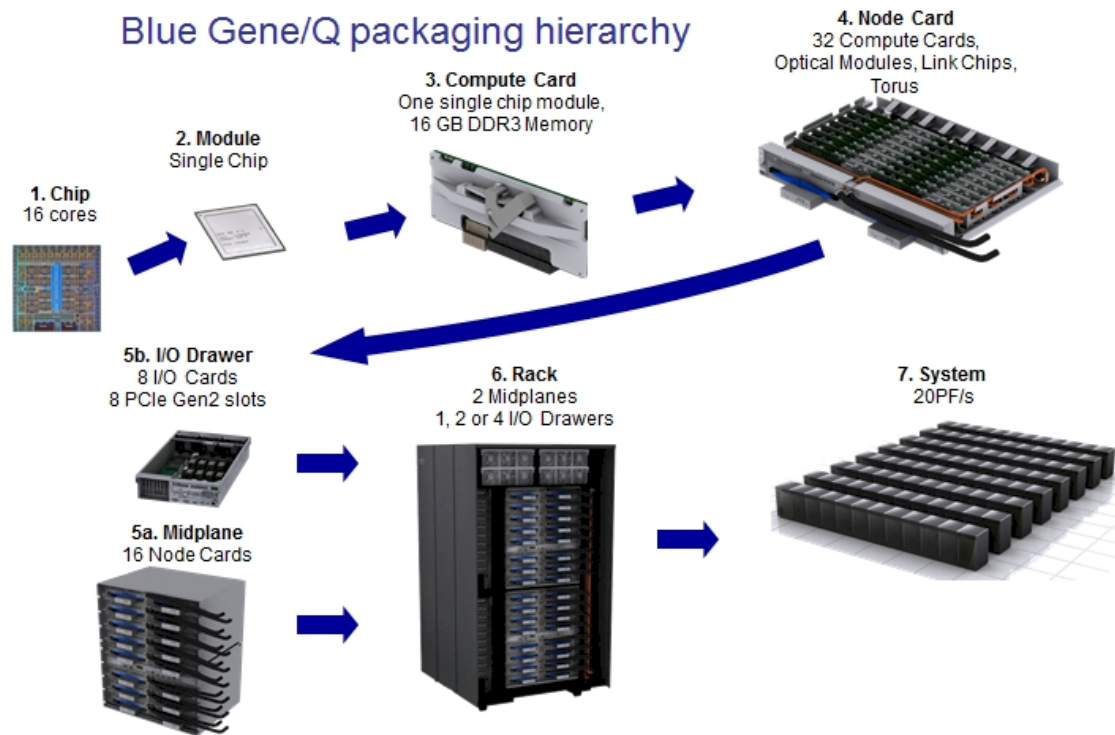 Blue Gene/Q packaging hierarchy
1. Chip
16 cores
2. Module
Single Chip
3. Compute Card
One single chip module,
16 GB DDR3 Memory
4. Node Card
32 Compute Cards,
Optical Modules, Link Chips,
Torus
5b. I/O Drawer
8 I/O Cards
8 PCIe Gen2 slots
5a. Midplane
16 Node Cards
6. Rack
2 Midplanes
1, 2 or 4 I/O Drawers
7. System
20PF/s